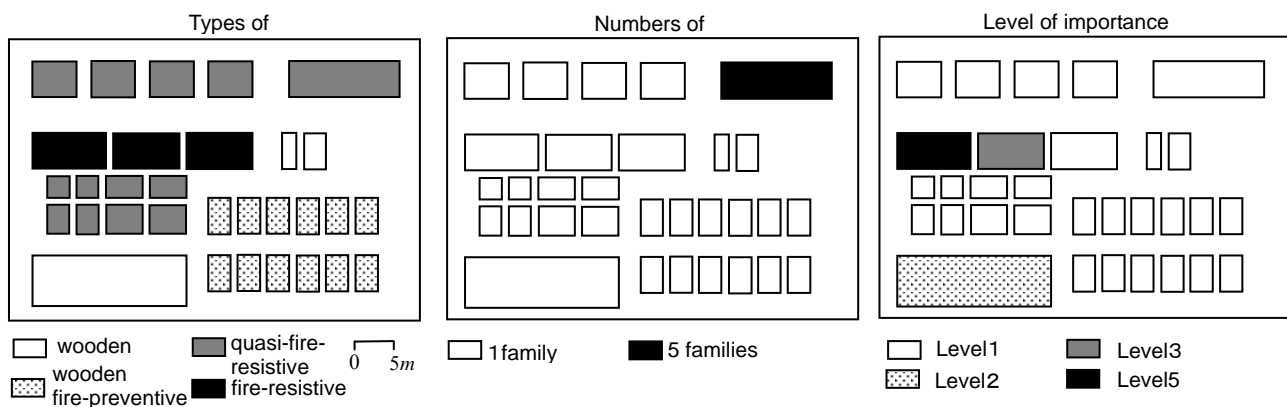 Types of
Numbers of
Level of importance
wooden
quasi-fire-
resistive
0 5m
wooden
fire-preventive
fire-resistive
1family
5 families
Level1
Level3
Level2
Level5